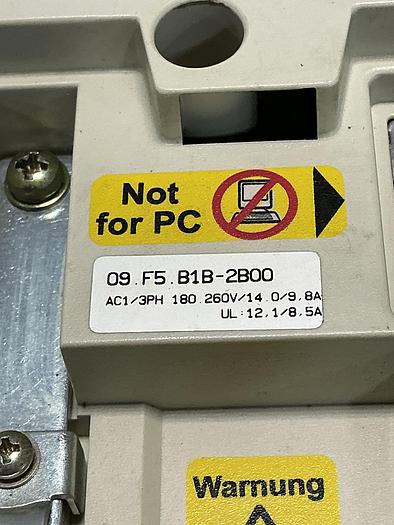 Not
for PC
09.F5.B1B-2B00
AC1/3PH 180.260V/14.0/9,8A
UL:12,1/8,5A
Warnung